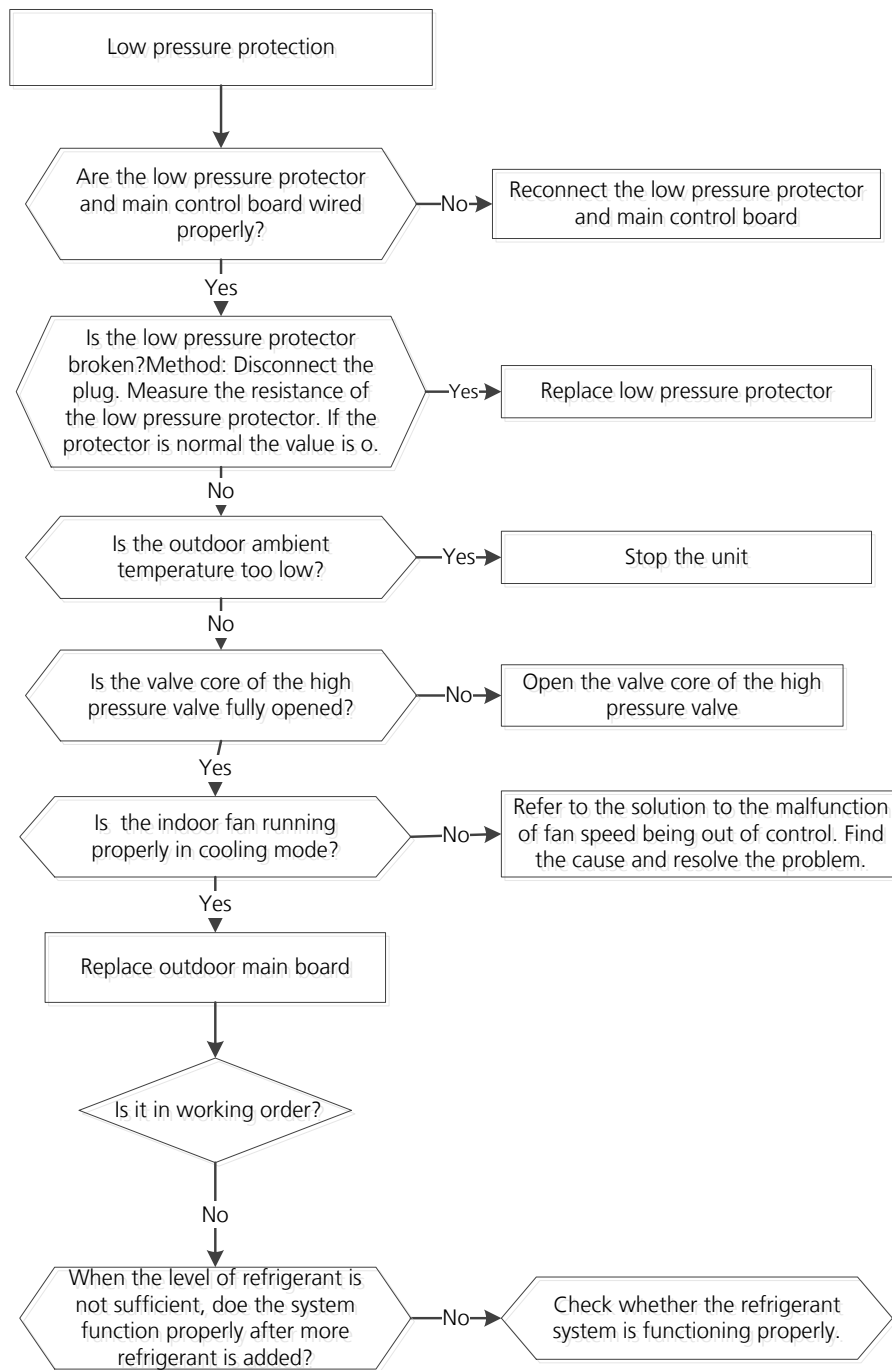 Low pressure protection
Are the low pressure protector
and main control board wired
properly?
No
Reconnect the low pressure protector
and main control board
Yes
Is the low pressure protector
broken?Method: Disconnect the
plug. Measure the resistance of
the low pressure protector. If the
protector is normal the value is o.
Yes
Replace low pressure protector
No
Is the outdoor ambient
temperature too low?
Yes
Stop the unit
No
Is the valve core of the high
pressure valve fully opened?
No
Open the valve core of the high
pressure valve
Yes
Is the indoor fan running
properly in cooling mode?
No
Refer to the solution to the malfunction
of fan speed being out of control. Find
the cause and resolve the problem.
Yes
Replace outdoor main board
Is it in working order?
No
When the level of refrigerant is
not sufficient, doe the system
function properly after more
refrigerant is added?
No
Check whether the refrigerant
system is functioning properly.